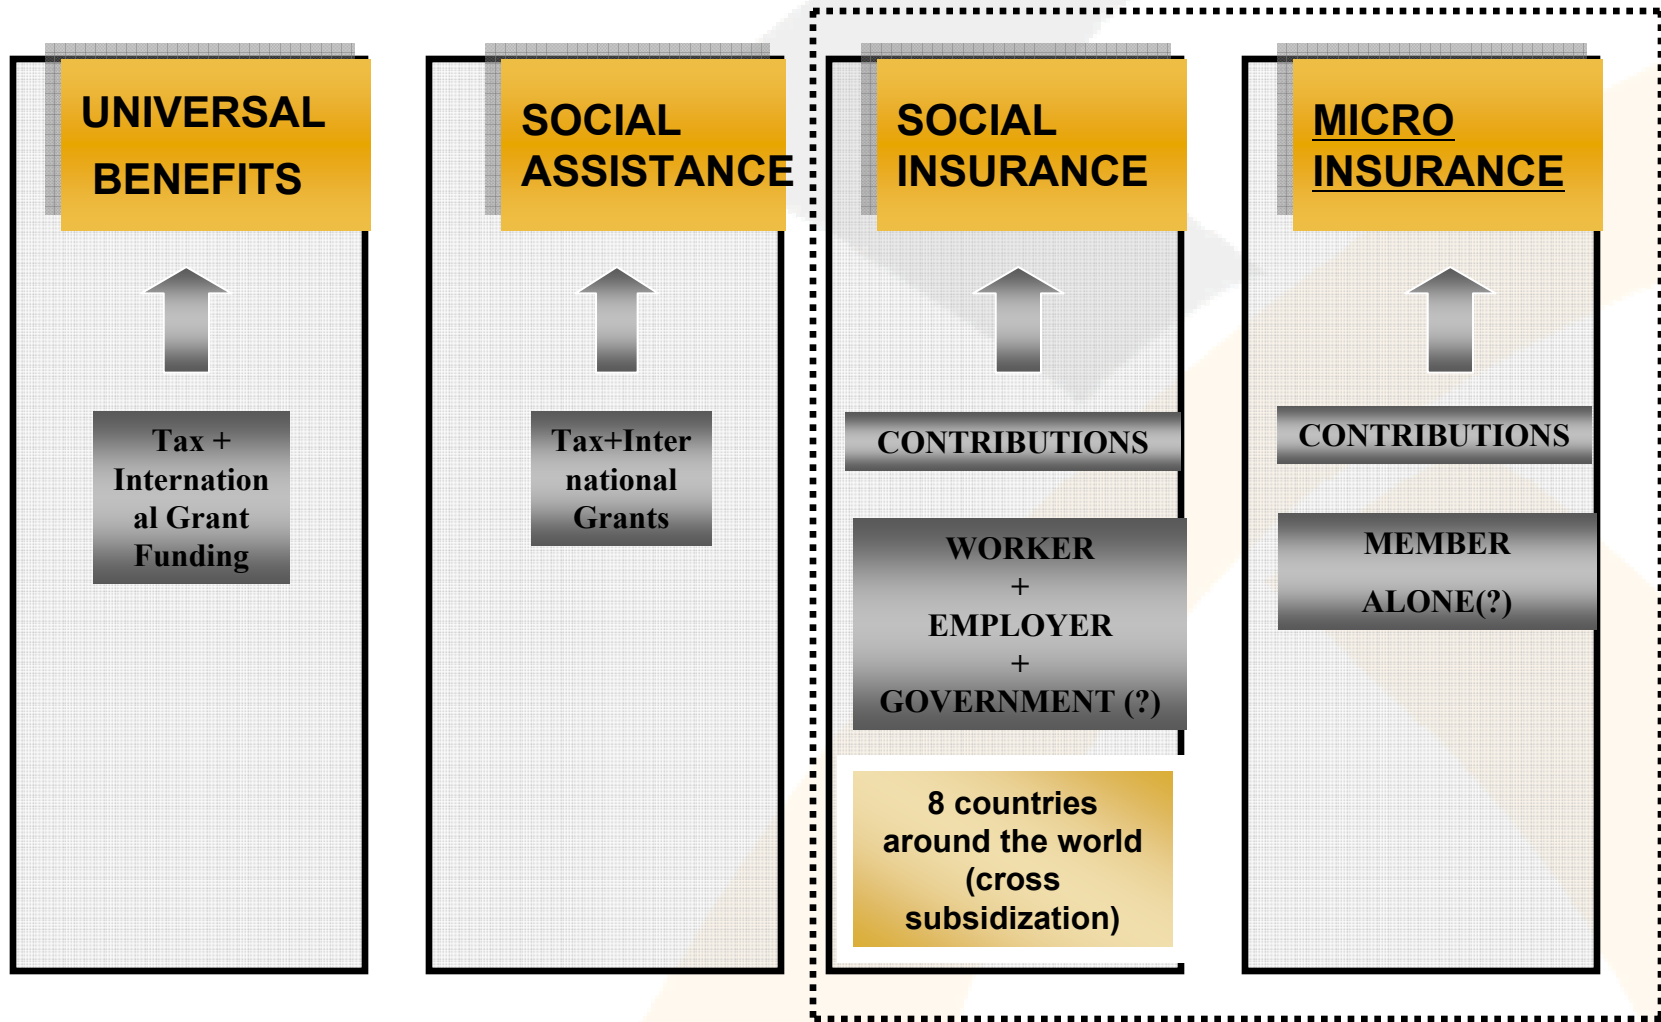 UNIVERSAL
BENEFITS
Tax +
Internation
al Grant
Funding
SOCIAL
ASSISTANCE
Tax+Inter
national
Grants
SOCIAL
INSURANCE
CONTRIBUTIONS
WORKER
+
EMPLOYER
+
GOVERNMENT (?)
8 countries
around the world
(cross
subsidization)
MICRO
INSURANCE
CONTRIBUTIONS
MEMBER
ALONE(?)